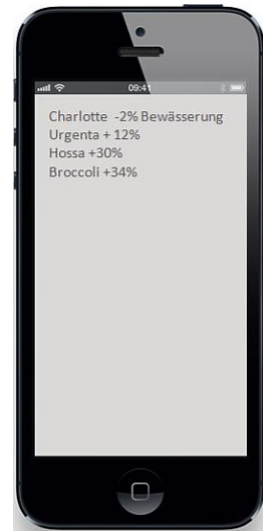 09:41
Charlotte -2% Bewässerung
Urgenta + 12%
Hossa +30%
Broccoli +34%